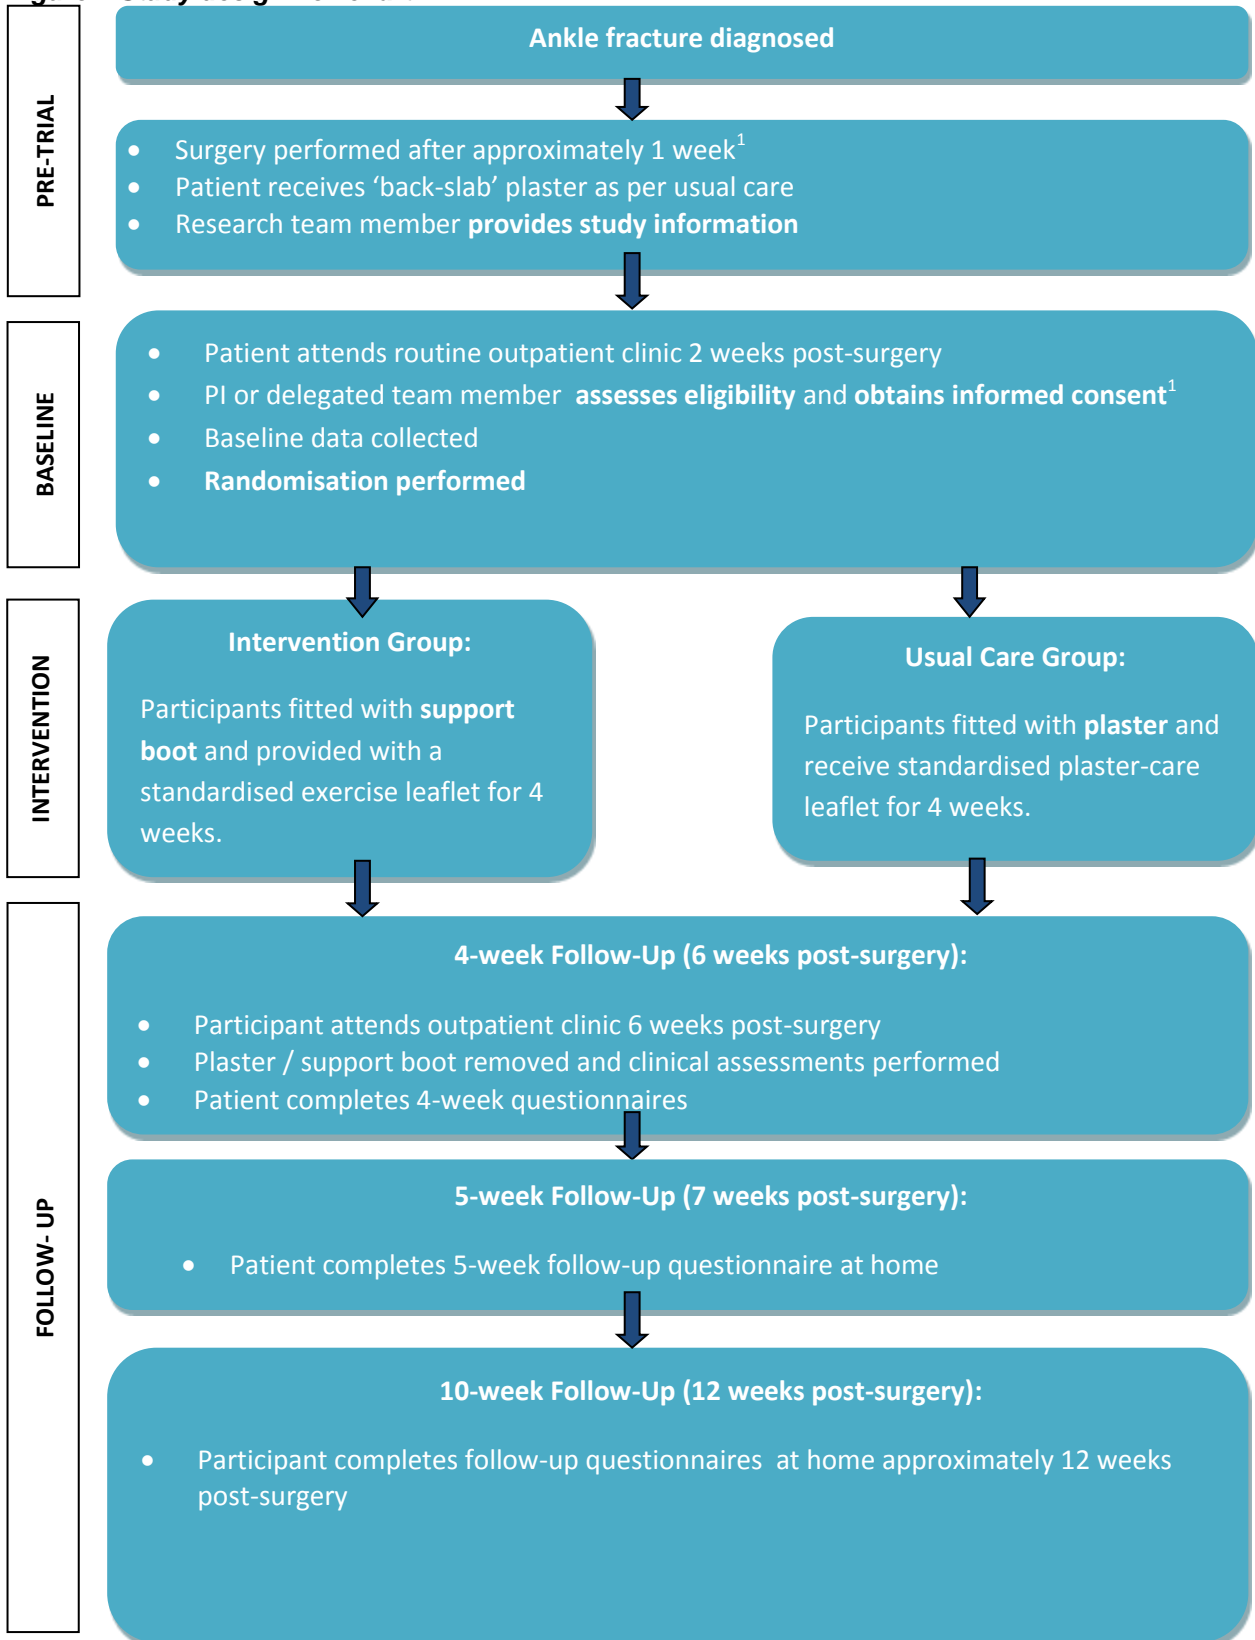 Ankle fracture diagnosed
PRE-TRIAL
• Surgery performed after approximately 1 week¹
• Patient receives ‘back-slab’ plaster as per usual care
• Research team member provides study information
BASELINE
• Patient attends routine outpatient clinic 2 weeks post-surgery
• PI or delegated team member assesses eligibility and obtains informed consent¹
• Baseline data collected
• Randomisation performed
INTERVENTION
Intervention Group:
Participants fitted with support
boot and provided with a
standardised exercise leaflet for 4
weeks.
Usual Care Group:
Participants fitted with plaster and
receive standardised plaster-care
leaflet for 4 weeks.
FOLLOW- UP
4-week Follow-Up (6 weeks post-surgery):
• Participant attends outpatient clinic 6 weeks post-surgery
• Plaster / support boot removed and clinical assessments performed
• Patient completes 4-week questionnaires
5-week Follow-Up (7 weeks post-surgery):
• Patient completes 5-week follow-up questionnaire at home
10-week Follow-Up (12 weeks post-surgery):
• Participant completes follow-up questionnaires at home approximately 12 weeks
post-surgery